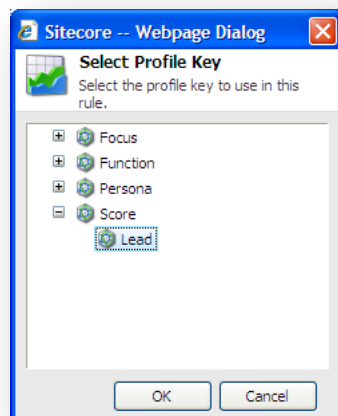 Sitecore -- Webpage Dialog
Select Profile Key
Select the profile key to use in this
rule.
Focus
Function
Persona
Score
Lead
OK
Cancel